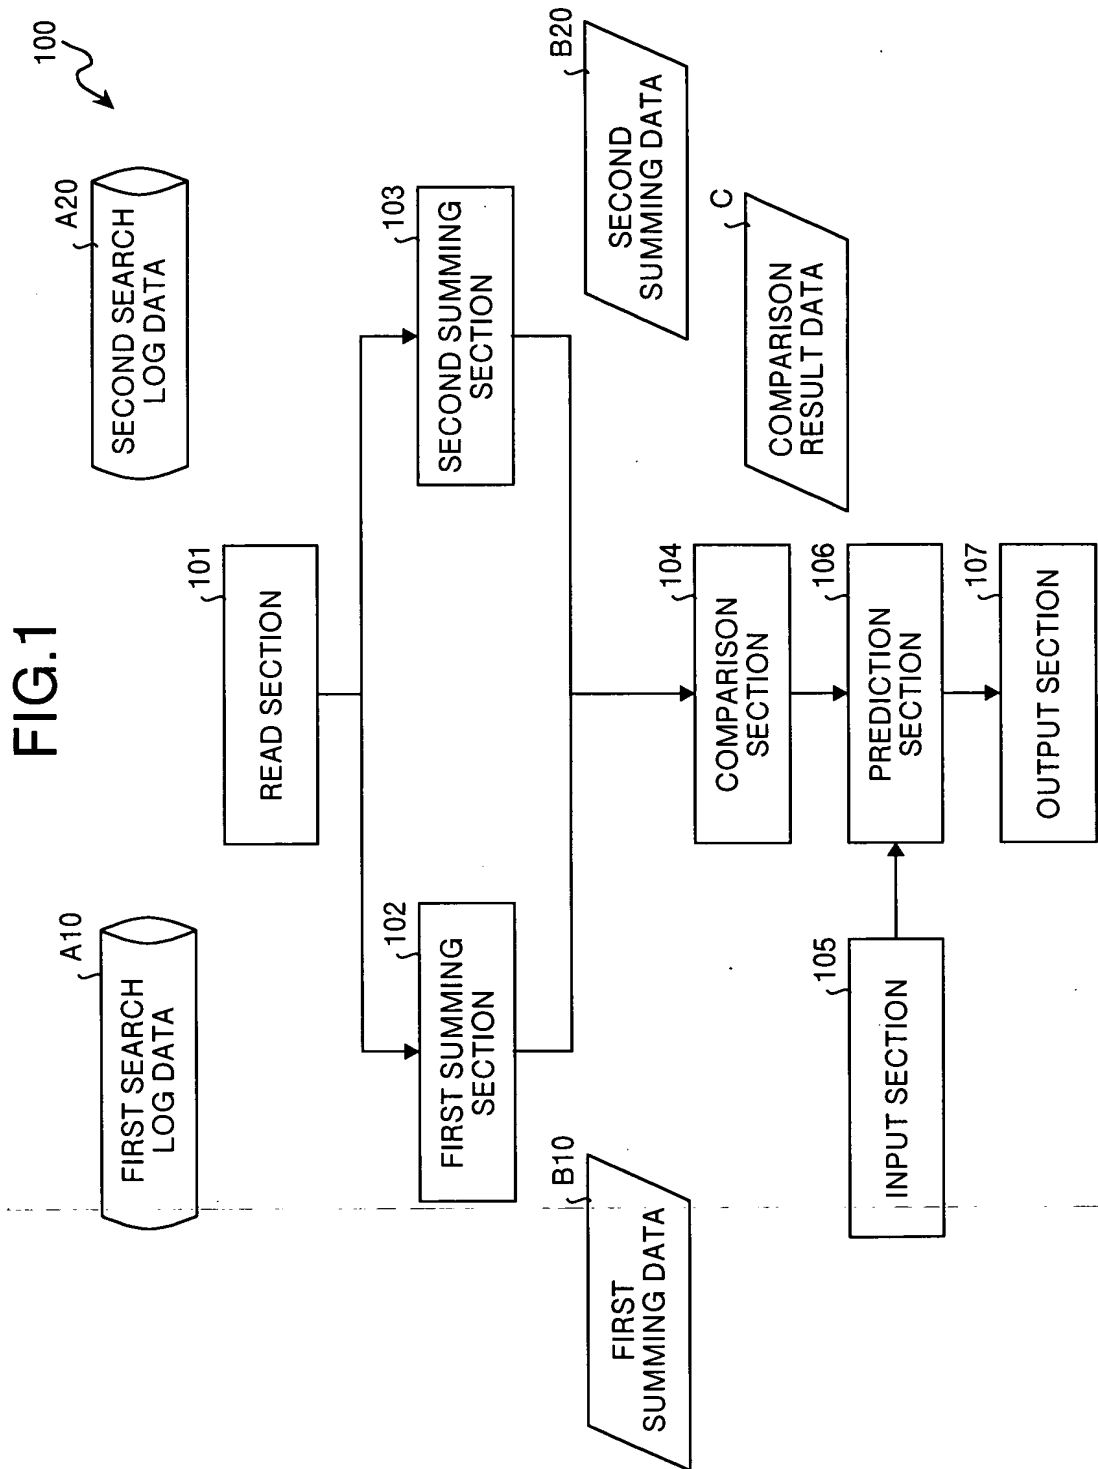 FIG.1
100
A10
FIRST SEARCH
LOG DATA
A20
SECOND SEARCH
LOG DATA
101
READ SECTION
102
FIRST SUMMING
SECTION
103
SECOND SUMMING
SECTION
B10
FIRST
SUMMING DATA
B20
SECOND
SUMMING DATA
104
COMPARISON
SECTION
C
COMPARISON
RESULT DATA
105
INPUT SECTION
106
PREDICTION
SECTION
107
OUTPUT SECTION